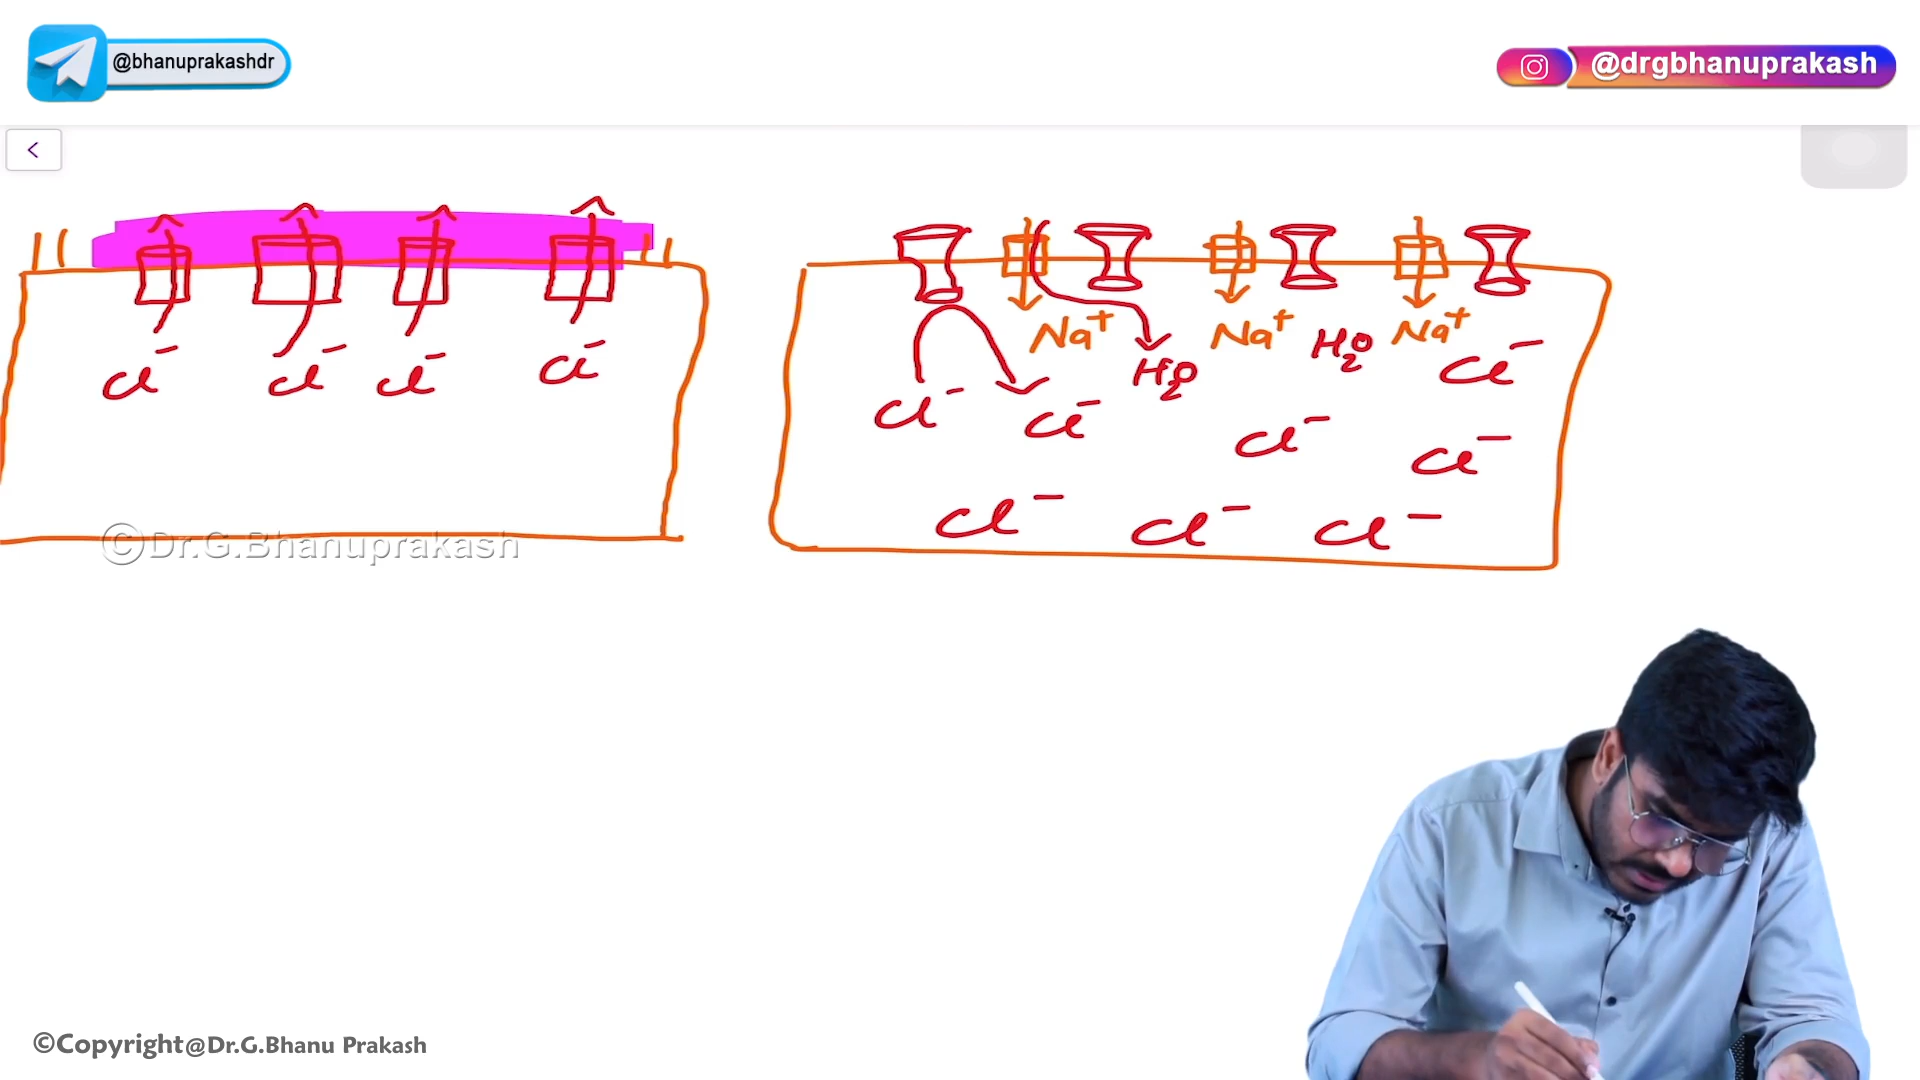 @bhanuprakashdr
@drgbhanuprakash
Cl⁻ Cl⁻ Cl⁻ Cl⁻
Na⁺ Na⁺ Na⁺
H₂O H₂O
Cl⁻
Cl⁻ Cl⁻ Cl⁻ Cl⁻
Cl⁻ Cl⁻ Cl⁻
©Dr.G.Bhanuprakash
©Copyright@Dr.G.Bhanu Prakash